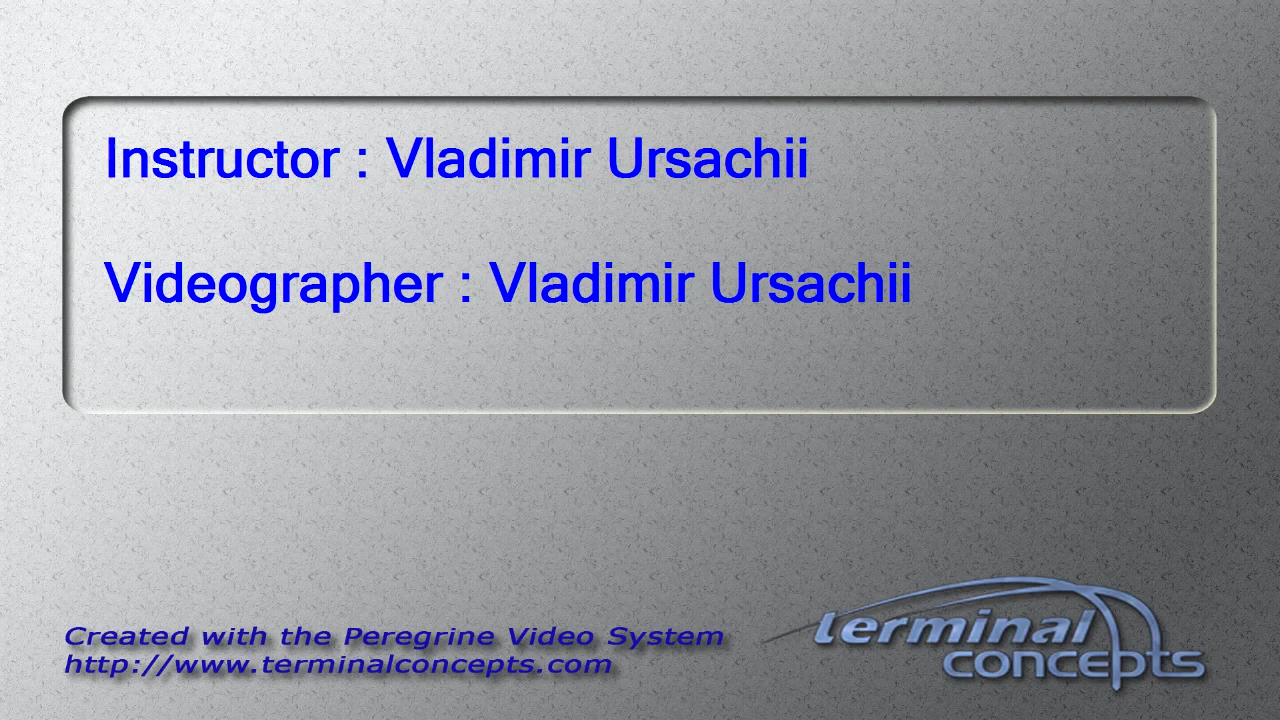 Instructor : Vladimir Ursachii
Videographer : Vladimir Ursachii
Created with the Peregrine Video System
http://www.terminalconcepts.com
terminal
concepts